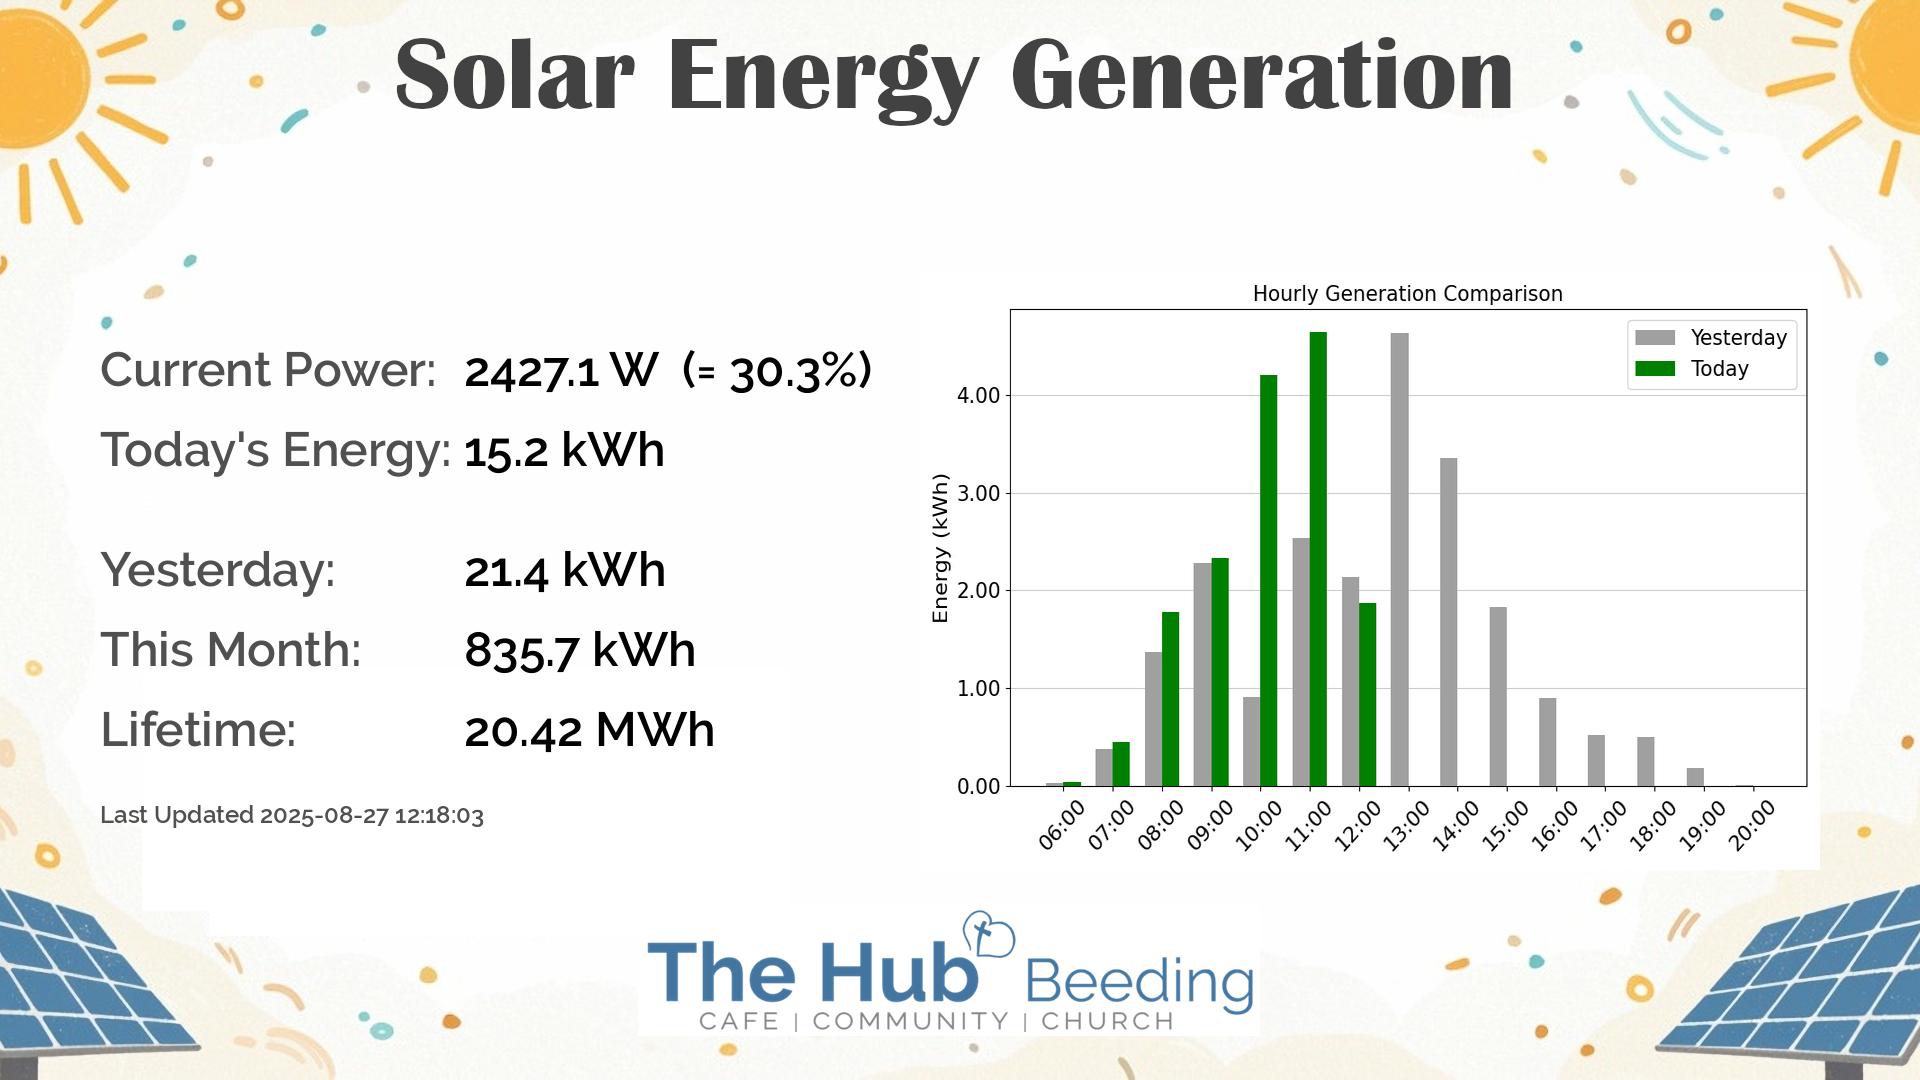 Solar Energy Generation
Current Power: 2427.1 W (= 30.3%)
Today's Energy: 15.2 kWh
Yesterday: 21.4 kWh
This Month: 835.7 kWh
Lifetime: 20.42 MWh
Last Updated 2025-08-27 12:18:03
Hourly Generation Comparison
Yesterday
Today
Energy (kWh)
4.00
3.00
2.00
1.00
0.00
06:00 07:00 08:00 09:00 10:00 11:00 12:00 13:00 14:00 15:00 16:00 17:00 18:00 19:00 20:00
The Hub Beeding
CAFE | COMMUNITY | CHURCH